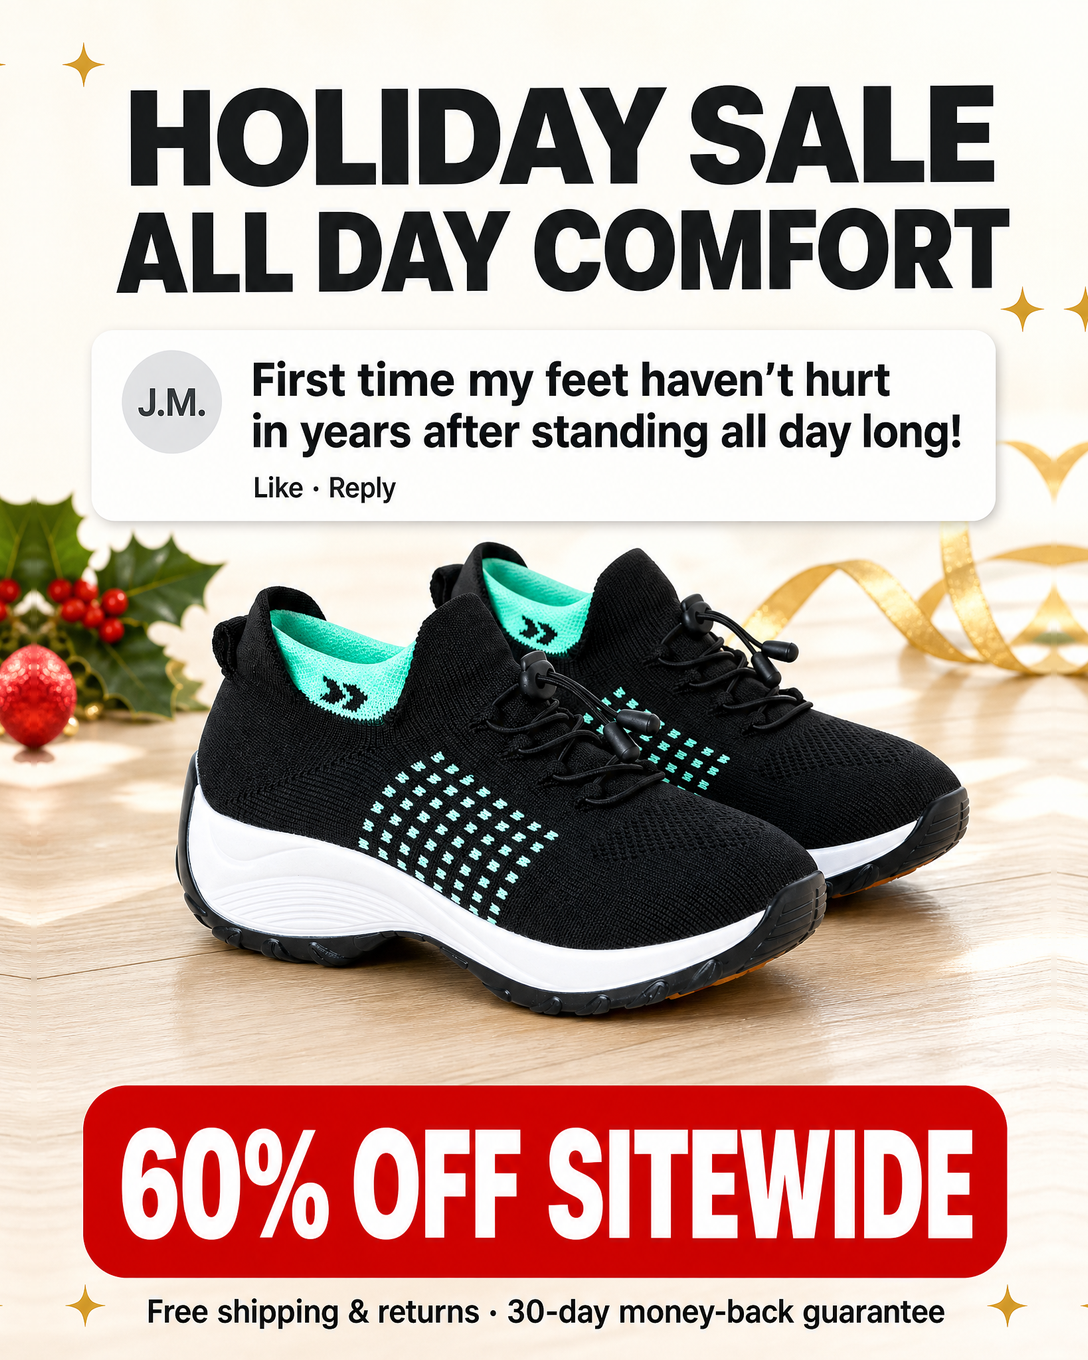 HOLIDAY SALE
ALL DAY COMFORT
J.M.
First time my feet haven’t hurt
in years after standing all day long!
Like · Reply
60% OFF SITEWIDE
Free shipping & returns · 30-day money-back guarantee